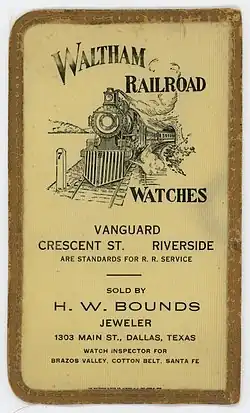 WALTHAM
RAILROAD
WATCHES
VANGUARD
CRESCENT ST. RIVERSIDE
ARE STANDARDS FOR R. R. SERVICE
SOLD BY
H. W. BOUNDS
JEWELER
1303 MAIN ST., DALLAS, TEXAS
WATCH INSPECTOR FOR
BRAZOS VALLEY, COTTON BELT, SANTA FE